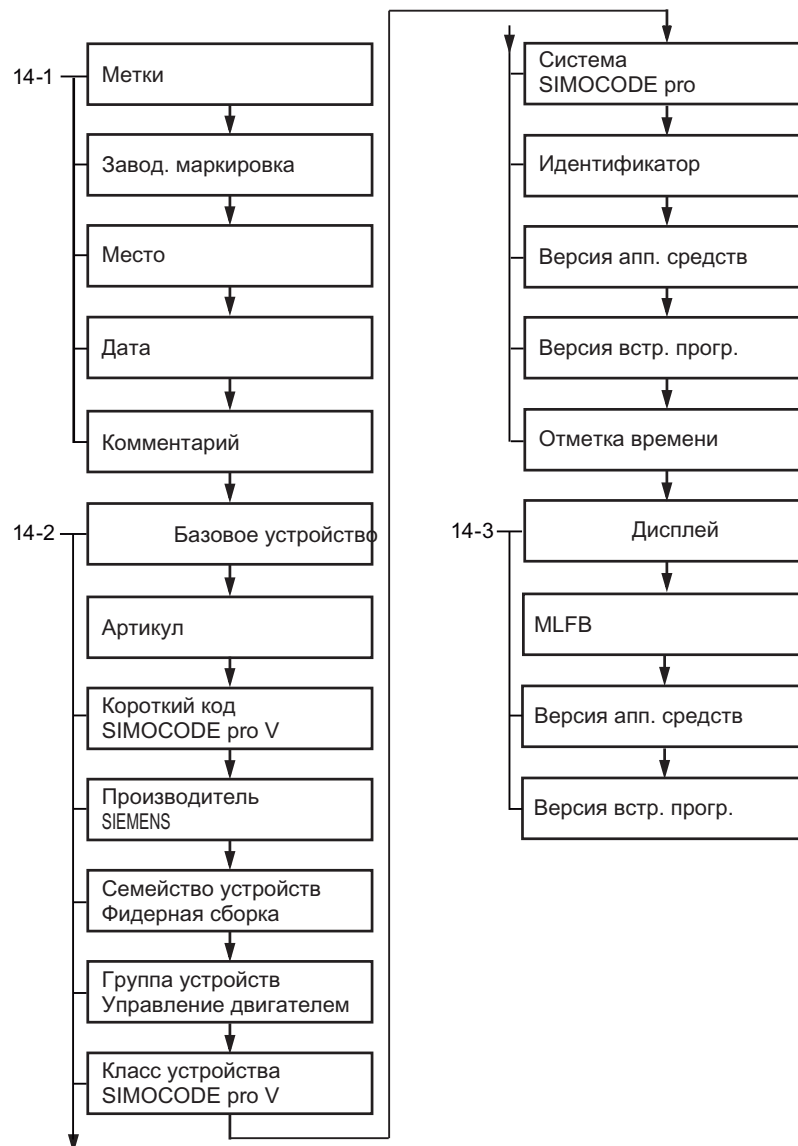 14-1
Метки
Завод. маркировка
Место
Дата
Комментарий
14-2
Базовое устройство
Артикул
Короткий код
SIMOCODE pro V
Производитель
SIEMENS
Семейство устройств
Фидерная сборка
Группа устройств
Управление двигателем
Класс устройства
SIMOCODE pro V
Система
SIMOCODE pro
Идентификатор
Версия апп. средств
Версия встр. прогр.
Отметка времени
14-3
Дисплей
MLFB
Версия апп. средств
Версия встр. прогр.